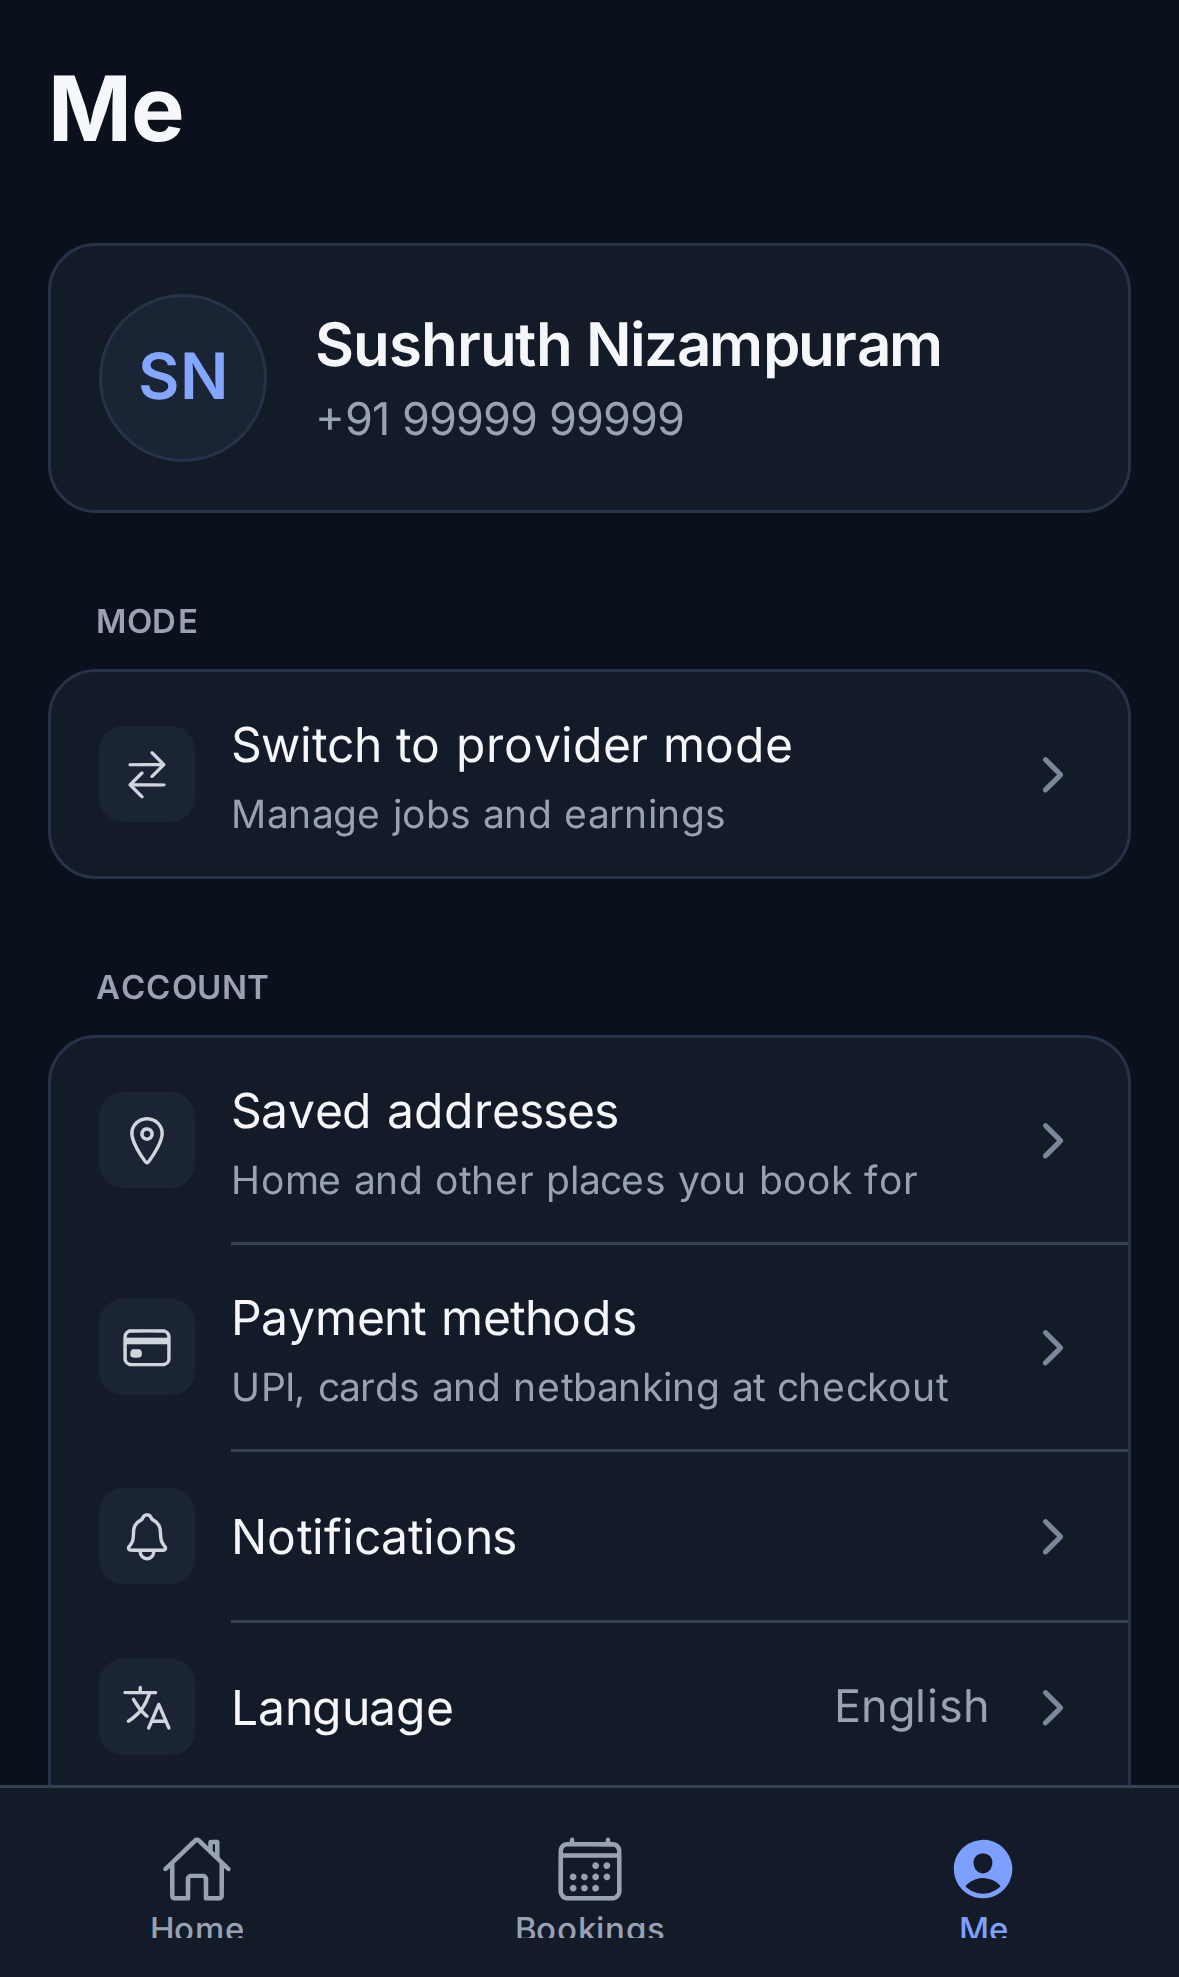 Me
SN
Sushruth Nizampuram
+91 99999 99999
MODE
Switch to provider mode
Manage jobs and earnings
ACCOUNT
Saved addresses
Home and other places you book for
Payment methods
UPI, cards and netbanking at checkout
Notifications
Language
English
Home
Bookings
Me